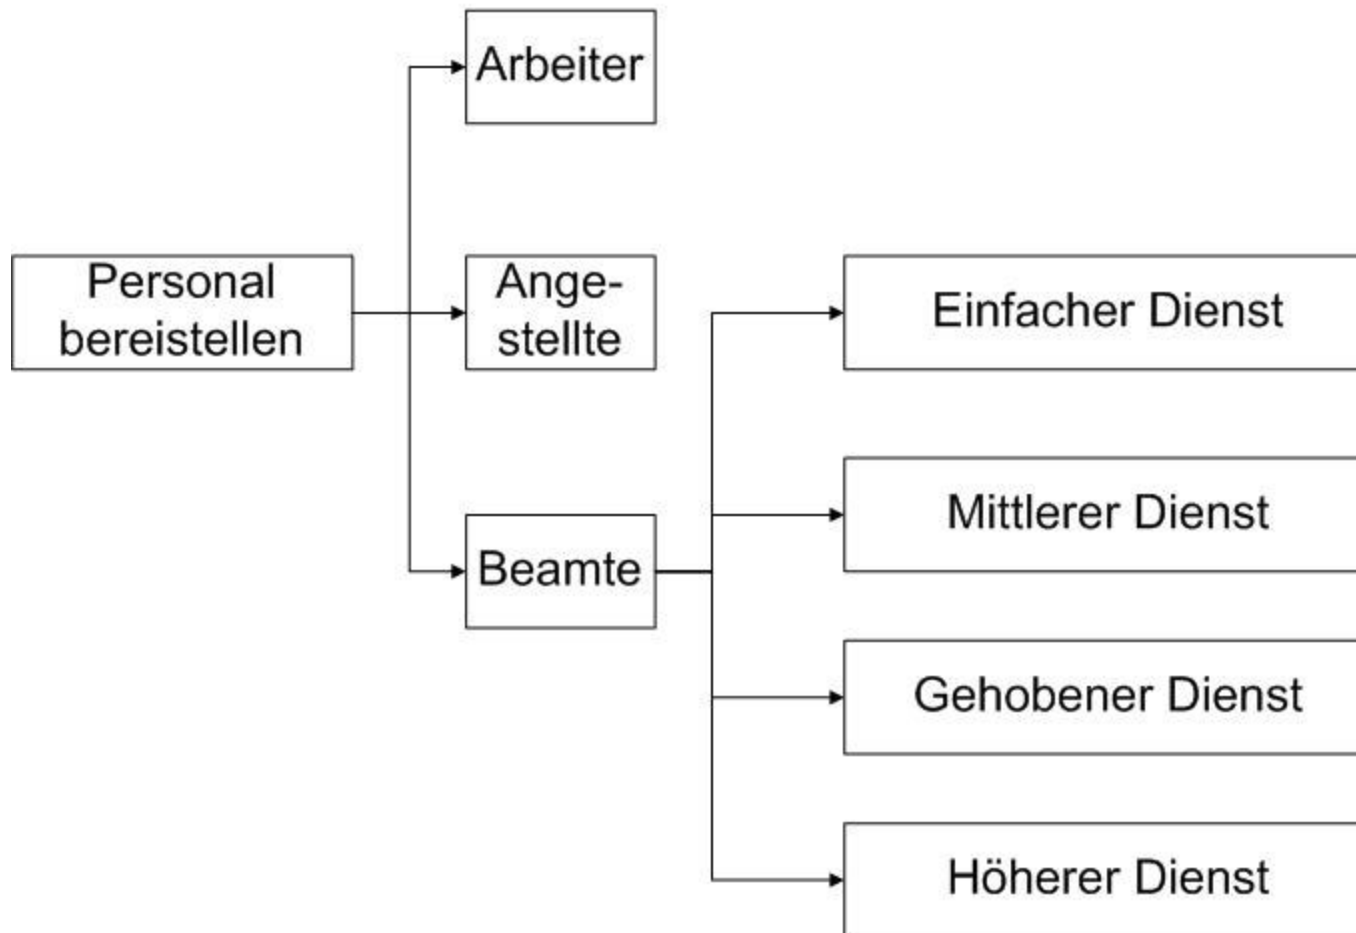 Arbeiter
Personal
bereistellen
Ange-
stellte
Einfacher Dienst
Mittlerer Dienst
Beamte
Gehobener Dienst
Höherer Dienst